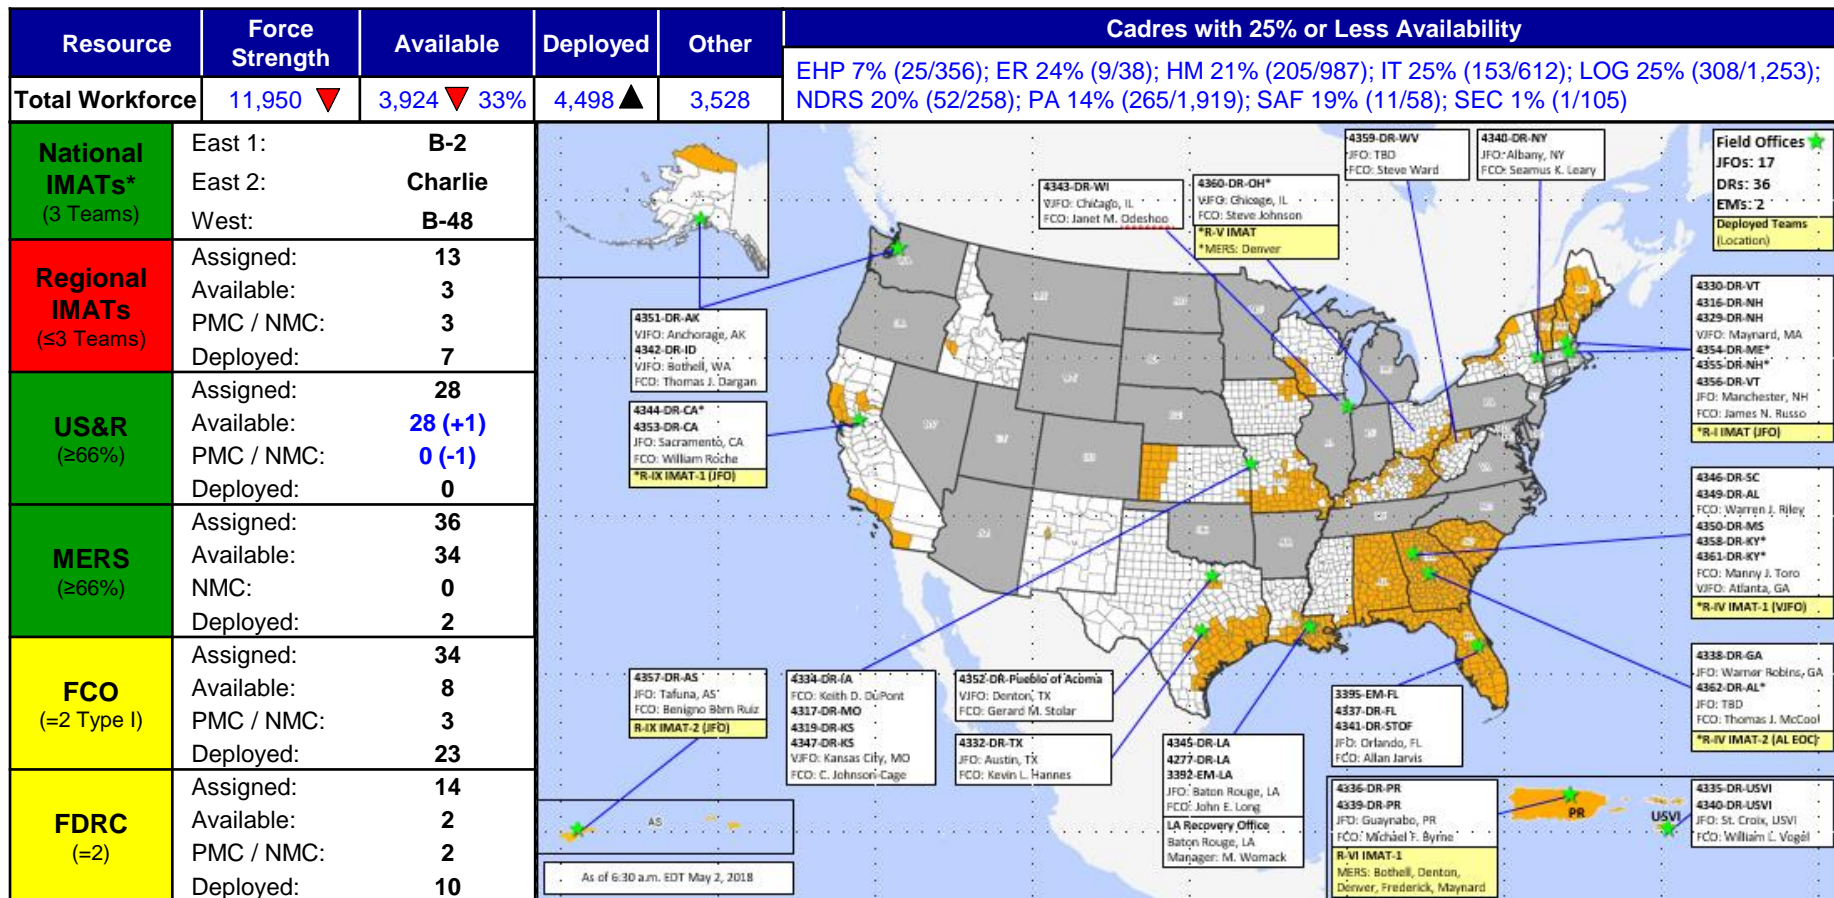 Resource
Force
Strength
Available
Deployed
Other
Cadres with 25% or Less Availability
Total Workforce
11,950
3,924
33%
4,498
3,528
EHP 7% (25/356); ER 24% (9/38); HM 21% (205/987); IT 25% (153/612); LOG 25% (308/1,253);
NDRS 20% (52/258); PA 14% (265/1,919); SAF 19% (11/58); SEC 1% (1/105)
National
IMATs*
(3 Teams)
East 1: B-2
East 2: Charlie
West: B-48
Regional
IMATs
(≤3 Teams)
Assigned: 13
Available: 3
PMC / NMC: 3
Deployed: 7
US&R
(≥66%)
Assigned: 28
Available: 28 (+1)
PMC / NMC: 0 (-1)
Deployed: 0
MERS
(≥66%)
Assigned: 36
Available: 34
NMC: 0
Deployed: 2
FCO
(=2 Type I)
Assigned: 34
Available: 8
PMC / NMC: 3
Deployed: 23
FDRC
(=2)
Assigned: 14
Available: 2
PMC / NMC: 2
Deployed: 10
4359-DR-WV
JFO: TBD
FCO: Steve Ward
4348-DR-NY
JFO: Albany, NY
FCO: Seamus K. Leary
Field Offices
JFOs: 17
DRs: 36
EMs: 2
Deployed Teams
(Location)
4343-DR-WI
VJFO: Chicago, IL
FCO: Janet M. Odeshoo
4360-DR-OH*
VJFO: Chicago, IL
FCO: Steve Johnson
*R-V IMAT
*MERS: Denver
4351-DR-AK
VJFO: Anchorage, AK
4342-DR-ID
VJFO: Bothell, WA
FCO: Thomas J. Dargan
4344-DR-CA*
4353-DR-CA
JFO: Sacramento, CA
FCO: William Roche
*R-IX IMAT-1 (JFO)
4330-DR-VT
4316-DR-NH
4329-DR-NH
VJFO: Maynard, MA
4354-DR-ME*
4355-DR-NH*
4356-DR-VT
JFO: Manchester, NH
FCO: James N. Russo
*R-I IMAT (JFO)
4346-DR-SC
4349-DR-AL
FCO: Warren J. Riley
4350-DR-MS
4358-DR-KY*
4361-DR-KY*
FCO: Manny J. Toro
VJFO: Atlanta, GA
*R-IV IMAT-1 (VJFO)
4338-DR-GA
JFO: Warner Robins, GA
4362-DR-AL*
JFO: TBD
FCO: Thomas J. McCool
*R-IV IMAT-2 (AL EOC)
4357-DR-AS
JFO: Tafuna, AS
FCO: Benigno Bern Ruiz
R-IX IMAT-2 (JFO)
4334-DR-IA
FCO: Keith D. DuPont
4317-DR-MO
4319-DR-KS
4347-DR-KS
VJFO: Kansas City, MO
FCO: C. Johnson-Cage
4352-DR-Pueblo of Acoma
VJFO: Denton, TX
FCO: Gerard M. Stolar
4332-DR-TX
JFO: Austin, TX
FCO: Kevin L. Hannes
4345-DR-LA
4277-DR-LA
3392-EM-LA
JFO: Baton Rouge, LA
FCO: John E. Long
LA Recovery Office
Baton Rouge, LA
Manager: M. Womack
3395-EM-FL
4337-DR-FL
4341-DR-STOF
JFO: Orlando, FL
FCO: Allan Jarvis
4336-DR-PR
4339-DR-PR
JFO: Guaynabo, PR
FCO: Michael F. Byrne
R-VI IMAT-1
MERS: Bothell, Denton,
Denver, Frederick, Maynard
PR
USVI
4335-DR-USVI
4340-DR-USVI
JFO: St. Croix, USVI
FCO: William L. Vogel
AS
As of 6:30 a.m. EDT May 2, 2018